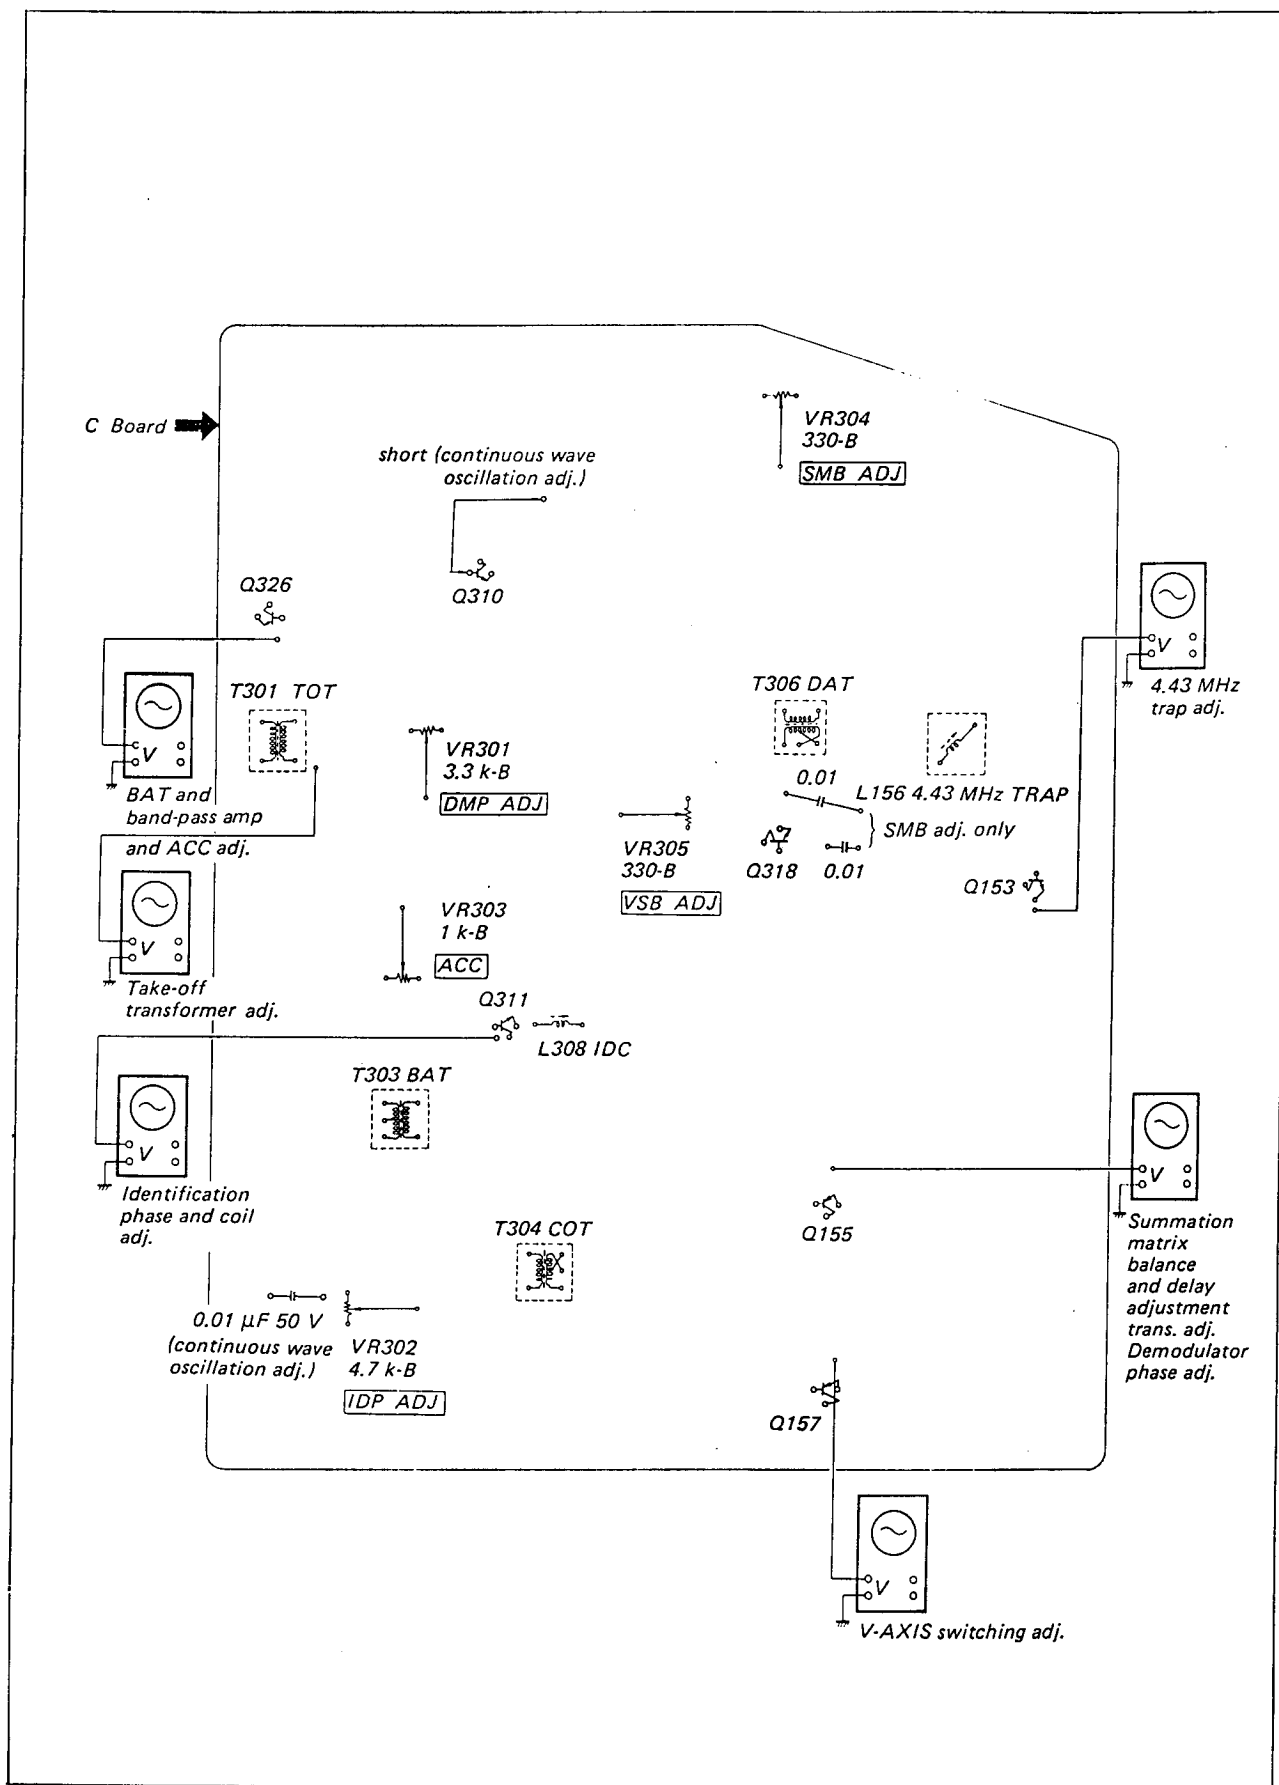 C Board
VR304
330-B
SMB ADJ
short (continuous wave
oscillation adj.)
Q310
Q326
V
4.43 MHz
trap adj.
T301 TOT
T306 DAT
V
BAT and
band-pass amp
and ACC adj.
VR301
3.3 k-B
DMP ADJ
0.01
L156 4.43 MHz TRAP
SMB adj. only
VR305
330-B
VSB ADJ
Q318
0.01
Q153
VR303
1 k-B
ACC
V
Take-off
transformer adj.
Q311
L308 IDC
T303 BAT
V
Identification
phase and coil
adj.
V
Summation
matrix
balance
and delay
adjustment
trans. adj.
Demodulator
phase adj.
Q155
T304 COT
0.01 µF 50 V
(continuous wave
oscillation adj.)
VR302
4.7 k-B
IDP ADJ
Q157
V
V-AXIS switching adj.